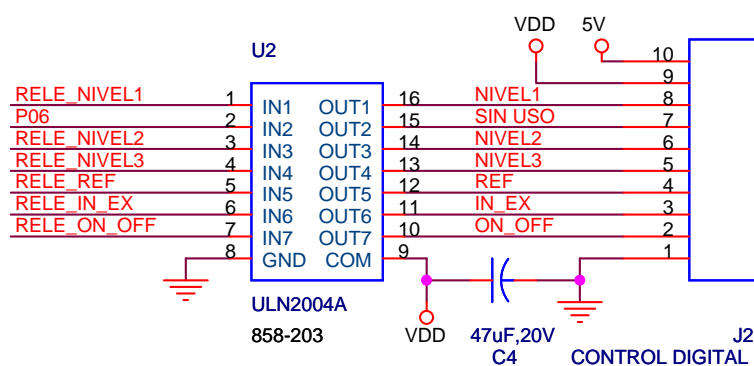 VDD 5V
U2
10
9
RELE_NIVEL1 1 IN1 OUT1 16 NIVEL1 8
P06 2 IN2 OUT2 15 SIN USO 7
RELE_NIVEL2 3 IN3 OUT3 14 NIVEL2 6
RELE_NIVEL3 4 IN4 OUT4 13 NIVEL3 5
RELE_REF 5 IN5 OUT5 12 REF 4
RELE_IN_EX 6 IN6 OUT6 11 IN_EX 3
RELE_ON_OFF 7 IN7 OUT7 10 ON_OFF 2
8 GND COM 9 1
ULN2004A
858-203 VDD 47uF,20V J2
C4 CONTROL DIGITAL